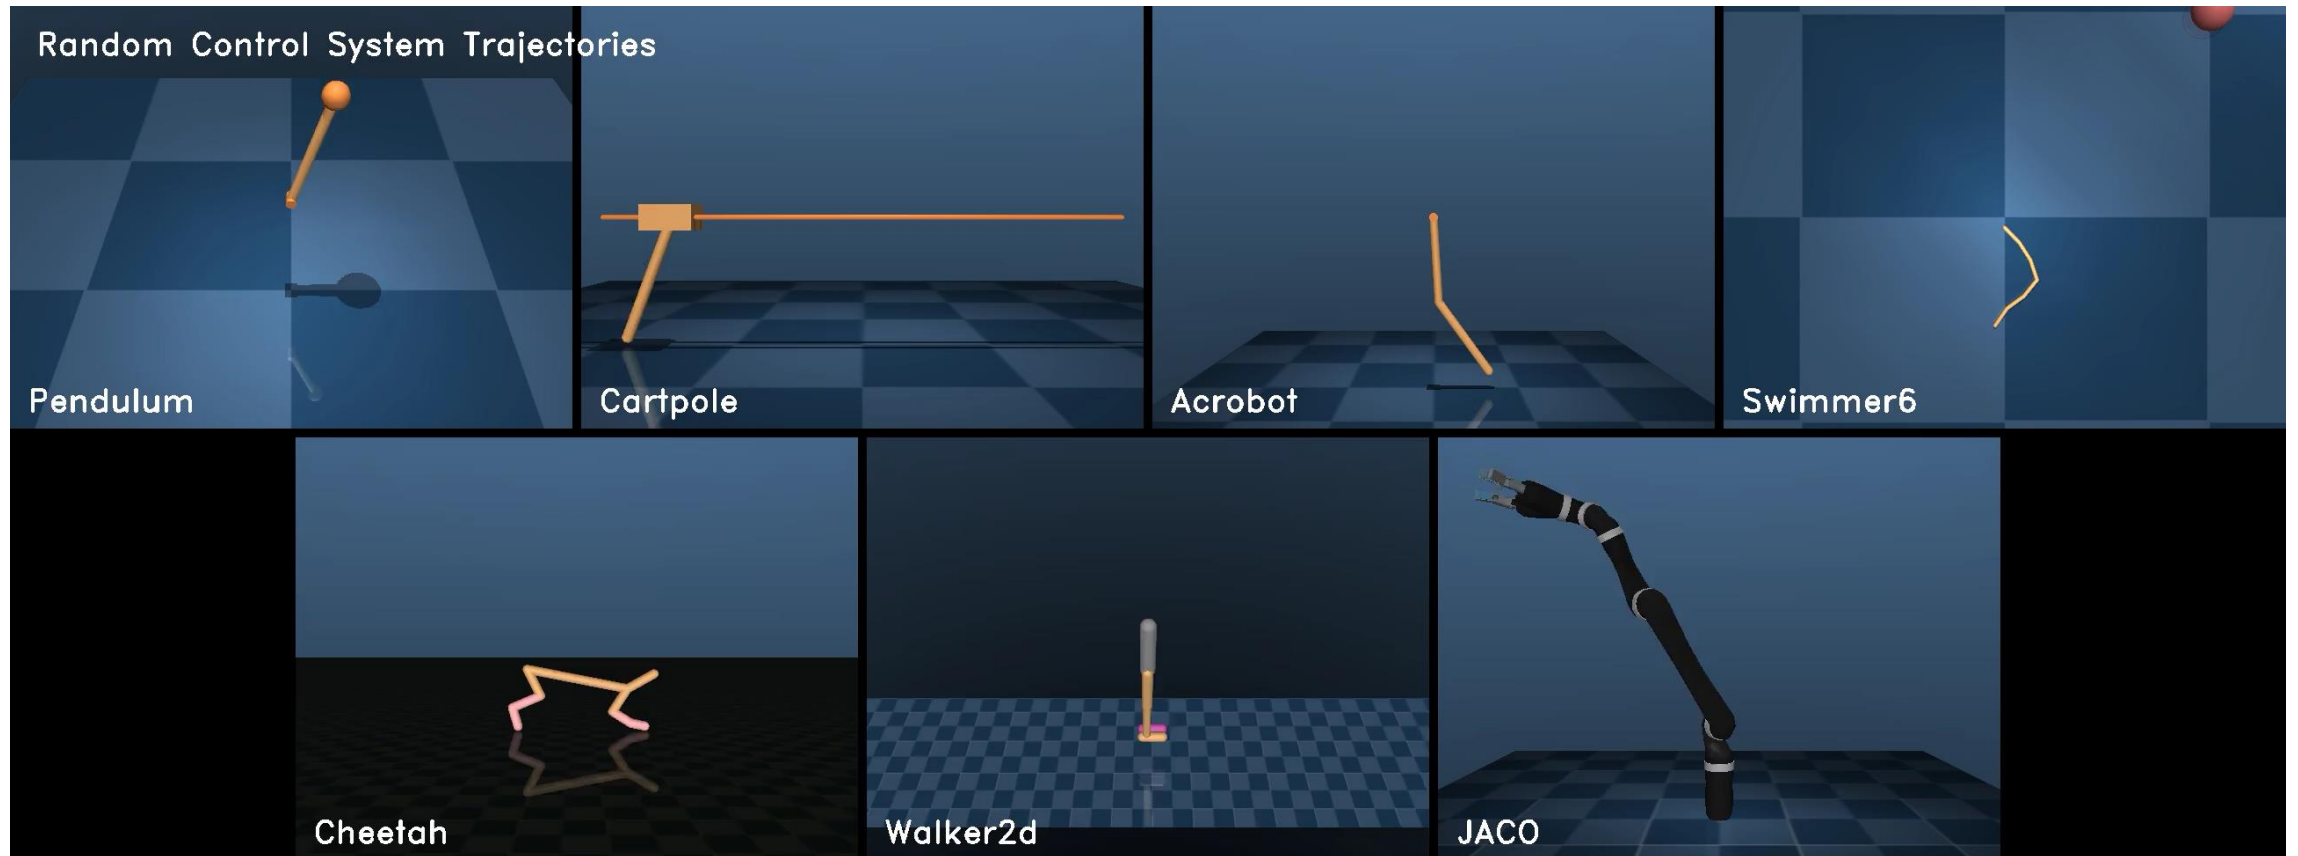 Random Control System Trajectories
Pendulum
Cartpole
Acrobot
Swimmer6
Cheetah
Walker2d
JACO